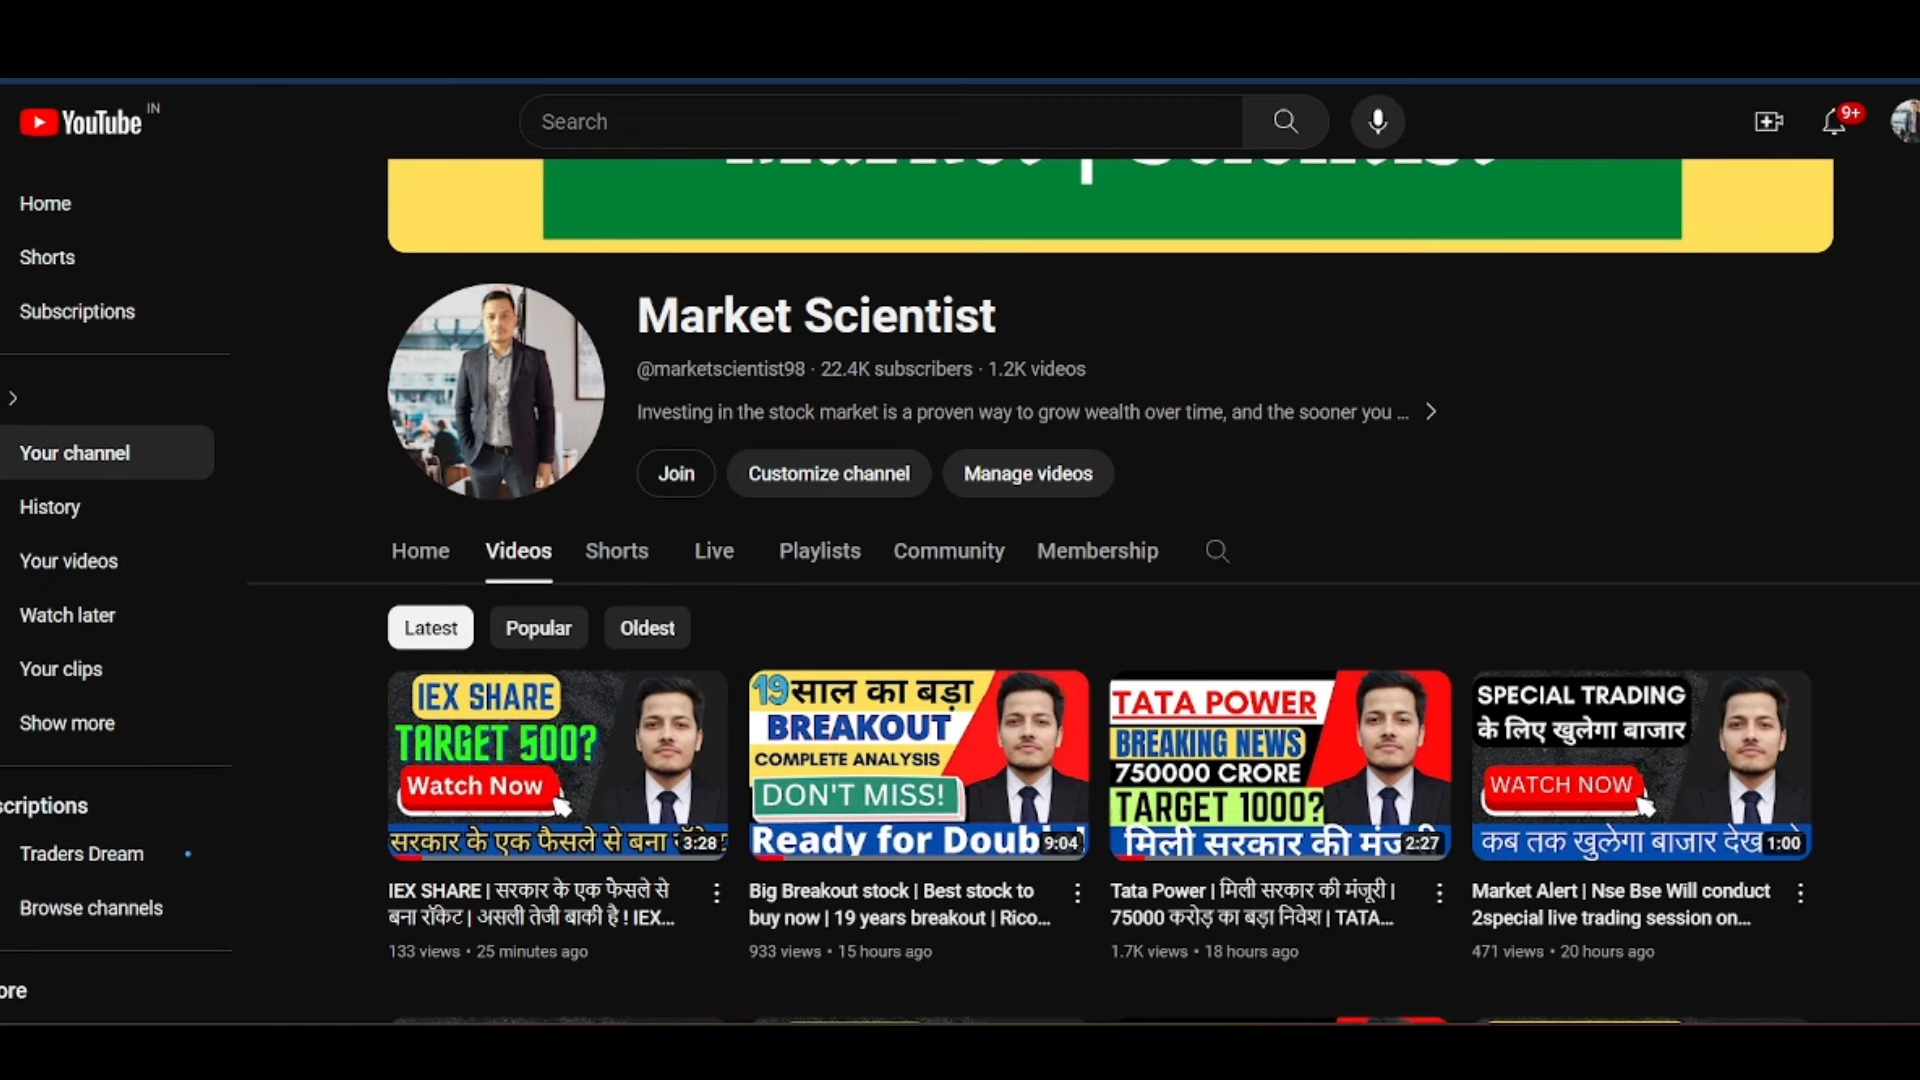 YouTube IN
Search
9+
Home
Shorts
Subscriptions
Your channel
History
Your videos
Watch later
Your clips
Show more
scriptions
Traders Dream
Browse channels
ore
Market Scientist
@marketscientist98 · 22.4K subscribers · 1.2K videos
Investing in the stock market is a proven way to grow wealth over time, and the sooner you ...
Join
Customize channel
Manage videos
Home
Videos
Shorts
Live
Playlists
Community
Membership
Latest
Popular
Oldest
IEX SHARE
TARGET 500?
Watch Now
सरकार के एक फैसले से बना
3:28
IEX SHARE | सरकार के एक फैसले से
बना रॉकेट | असली तेजी बाकी है ! IEX...
133 views • 25 minutes ago
19साल का बड़ा
BREAKOUT
COMPLETE ANALYSIS
DON'T MISS!
Ready for Doub
9:04
Big Breakout stock | Best stock to
buy now | 19 years breakout | Rico...
933 views • 15 hours ago
TATA POWER
BREAKING NEWS
750000 CRORE
TARGET 1000?
मिली सरकार की मंज
2:27
Tata Power | मिली सरकार की मंजूरी |
75000 करोड़ का बड़ा निवेश | TATA...
1.7K views • 18 hours ago
SPECIAL TRADING
के लिए खुलेगा बाजार
WATCH NOW
कब तक खुलेगा बाजार देख
1:00
Market Alert | Nse Bse Will conduct
2special live trading session on...
471 views • 20 hours ago